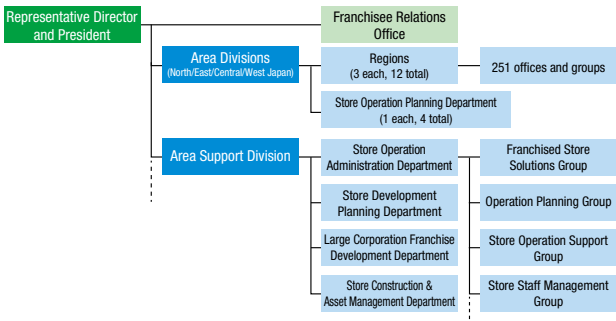 Representative Director
and President
Franchisee Relations
Office
Area Divisions
(North/East/Central/West Japan)
Regions
(3 each, 12 total)
251 offices and groups
Store Operation Planning Department
(1 each, 4 total)
Area Support Division
Store Operation
Administration Department
Franchised Store
Solutions Group
Store Development
Planning Department
Operation Planning Group
Large Corporation Franchise
Development Department
Store Operation Support
Group
Store Construction &
Asset Management Department
Store Staff Management
Group